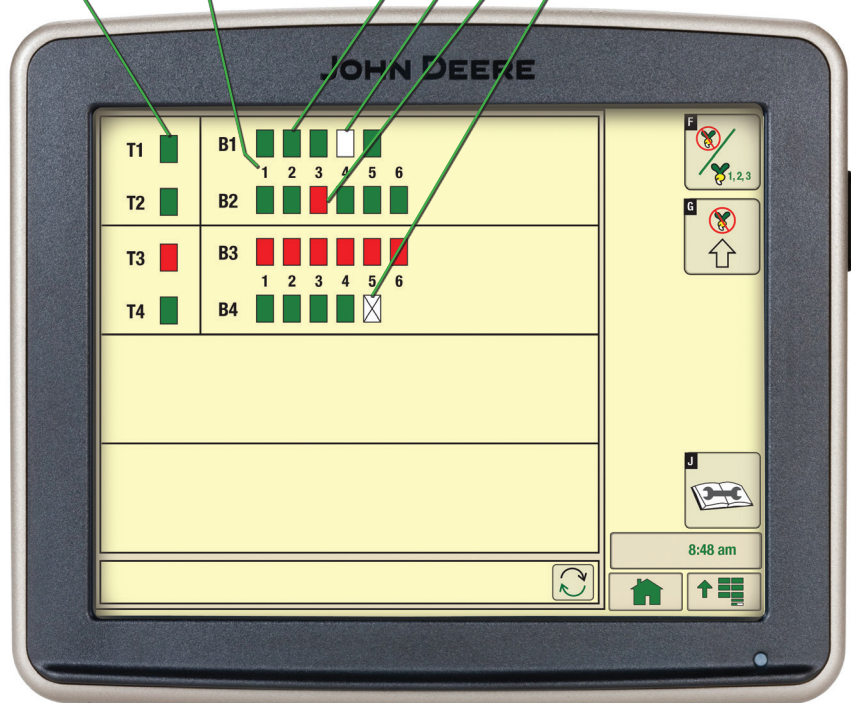 JOHN DEERE
T1 B1
1 2 3 4 5 6
T2 B2
T3 B3
1 2 3 4 5 6
T4 B4
F
1, 2, 3
G
J
8:48 am